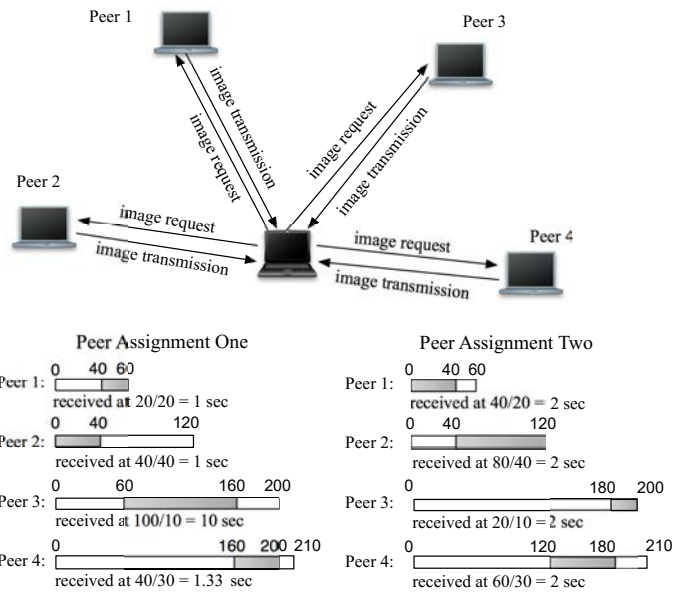 Peer 1
Peer 3
image transmission
image request
image request
image transmission
Peer 2
image request
image transmission
Peer 4
image request
image transmission
Peer Assignment One
0 40 60
Peer 1:
received at 20/20 = 1 sec
0 40 120
Peer 2:
received at 40/40 = 1 sec
0 60 160 200
Peer 3:
received at 100/10 = 10 sec
0 160 200 210
Peer 4:
received at 40/30 = 1.33 sec
Peer Assignment Two
0 40 60
Peer 1:
received at 40/20 = 2 sec
0 40 120
Peer 2:
received at 80/40 = 2 sec
0 180 200
Peer 3:
received at 20/10 = 2 sec
0 120 180 210
Peer 4:
received at 60/30 = 2 sec